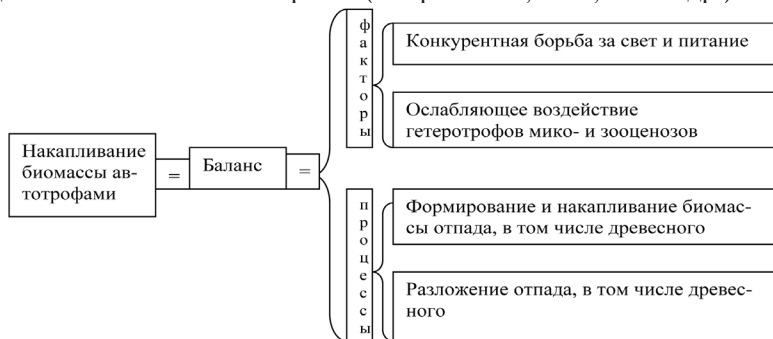 ф
а
к
т
о
р
ы
Конкурентная борьба за свет и питание
Ослабляющее воздействие
гетеротрофов мико- и зооценозов
Накапливание
биомассы ав-
тотрофами
=
Баланс
=
п
р
о
ц
е
с
с
ы
Формирование и накапливание биомас-
сы отпада, в том числе древесного
Разложение отпада, в том числе древес-
ного